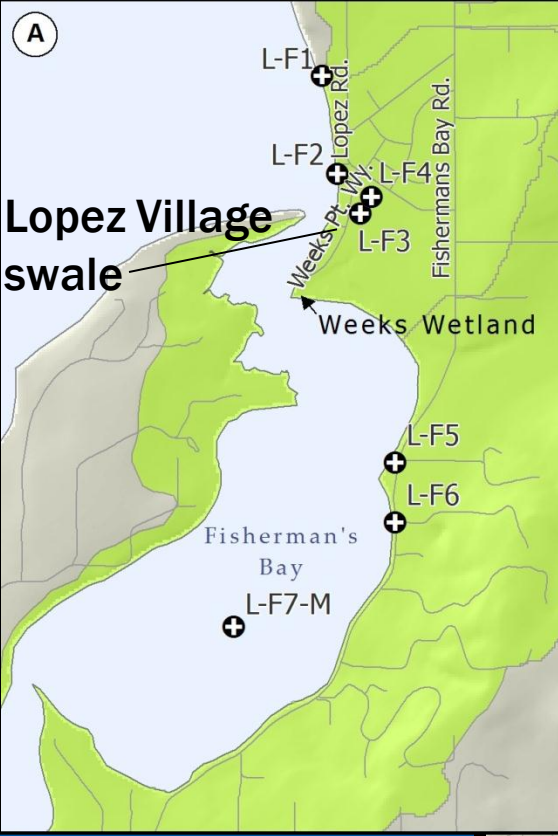 A
L-F1
Lopez Rd.
L-F2
L-F4
Fishermans Bay Rd.
Weeks Pt. Wy.
L-F3
Lopez Village
swale
Weeks Wetland
L-F5
L-F6
Fisherman's
Bay
L-F7-M